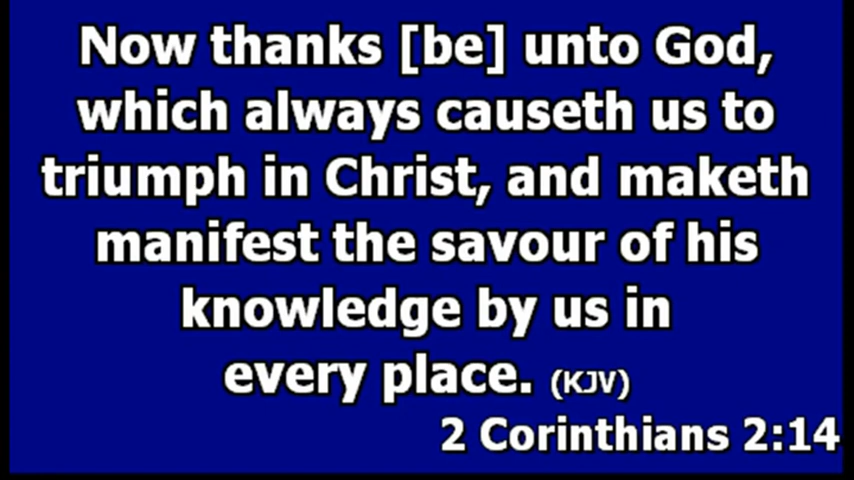 Now thanks [be] unto God,
which always causeth us to
triumph in Christ, and maketh
manifest the savour of his
knowledge by us in
every place. (KJV)
2 Corinthians 2:14